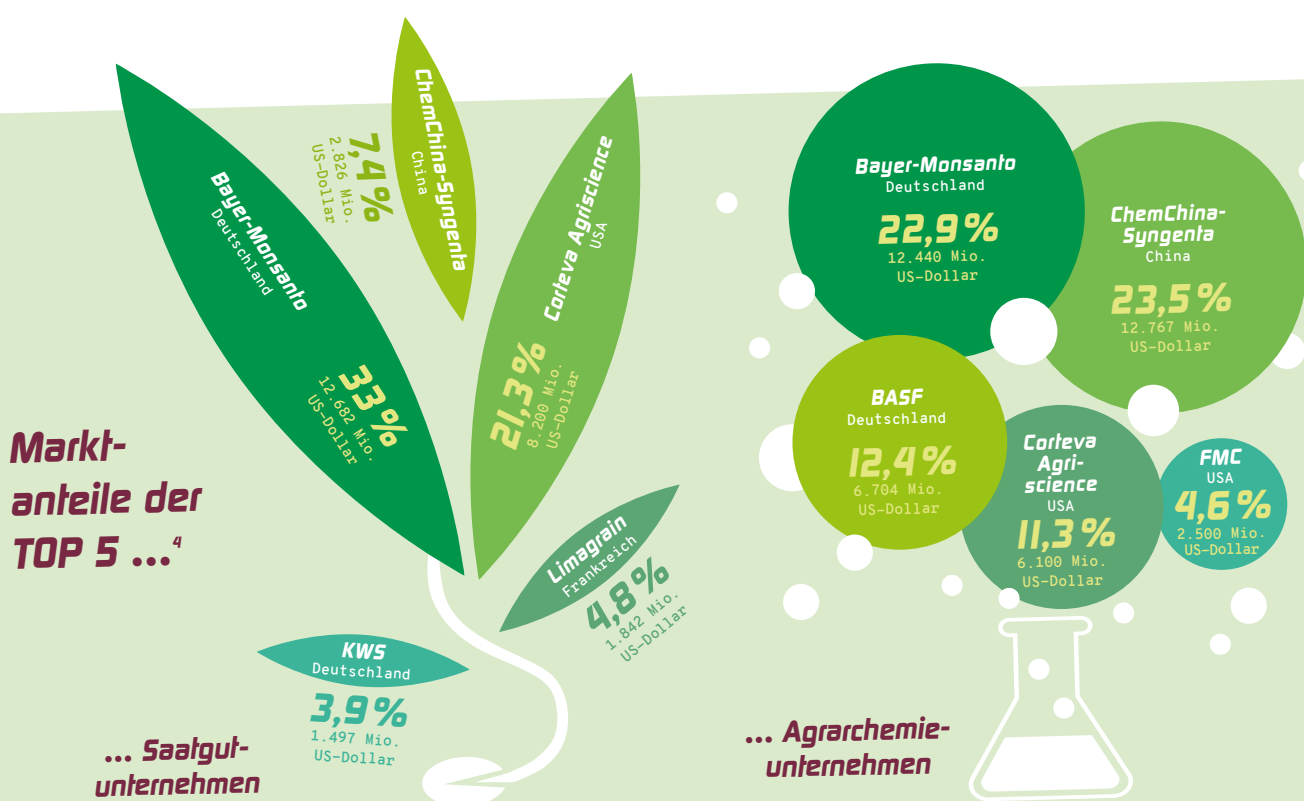 Markt-
anteile der
TOP 5 ...⁴
Bayer-Monsanto
Deutschland
33%
12.682 Mio.
US-Dollar
ChemChina-Syngenta
China
7,4%
2.826 Mio.
US-Dollar
Corteva Agriscience
USA
21,3%
8.200 Mio.
US-Dollar
Limagrain
Frankreich
4,8%
1.842 Mio.
US-Dollar
KWS
Deutschland
3,9%
1.497 Mio.
US-Dollar
... Saatgut-
unternehmen
Bayer-Monsanto
Deutschland
22,9%
12.440 Mio.
US-Dollar
ChemChina-
Syngenta
China
23,5%
12.767 Mio.
US-Dollar
BASF
Deutschland
12,4%
6.704 Mio.
US-Dollar
Corteva
Agri-
science
USA
11,3%
6.100 Mio.
US-Dollar
FMC
USA
4,6%
2.500 Mio.
US-Dollar
... Agrarchemie-
unternehmen